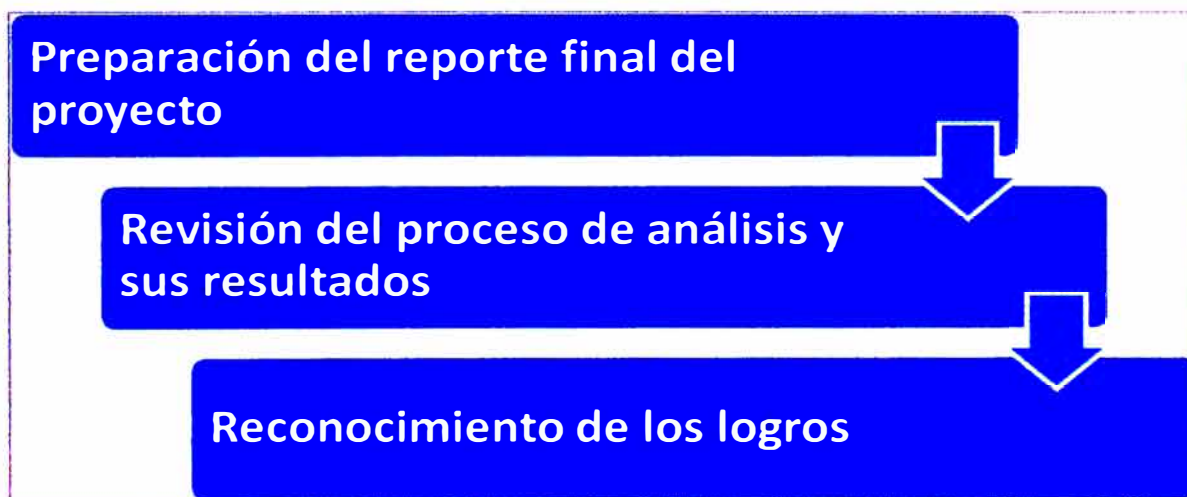 Preparación del reporte final del
proyecto
Revisión del proceso de análisis y
sus resultados
Reconocimiento de los logros